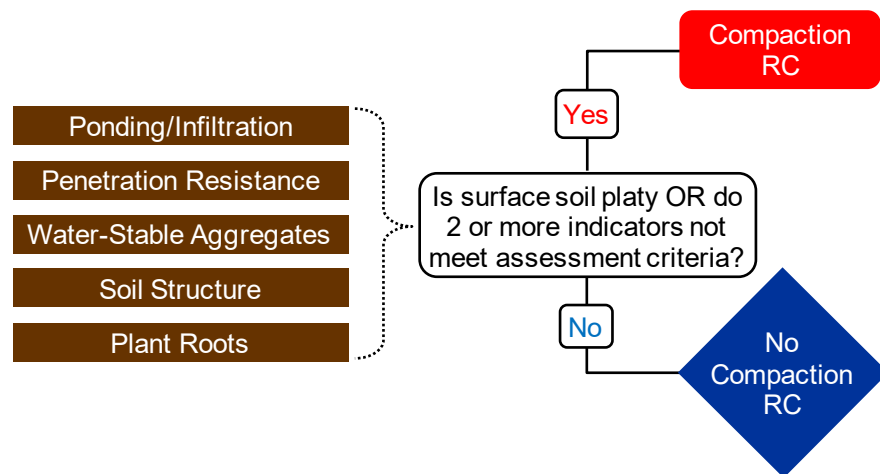 Compaction
RC
Yes
Ponding/Infiltration
Penetration Resistance
Water-Stable Aggregates
Soil Structure
Plant Roots
Is surface soil platy OR do
2 or more indicators not
meet assessment criteria?
No
No
Compaction
RC